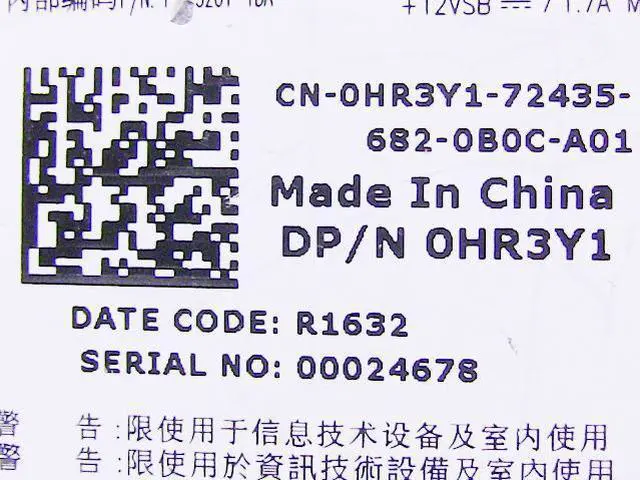 +12VSB
CN-0HR3Y1-72435-
682-0B0C-A01
Made In China
DP/N 0HR3Y1
DATE CODE: R1632
SERIAL NO: 00024678
警 告:限使用于信息技术设备及室内使用
警 告:限使用於資訊技術設備及室內使用